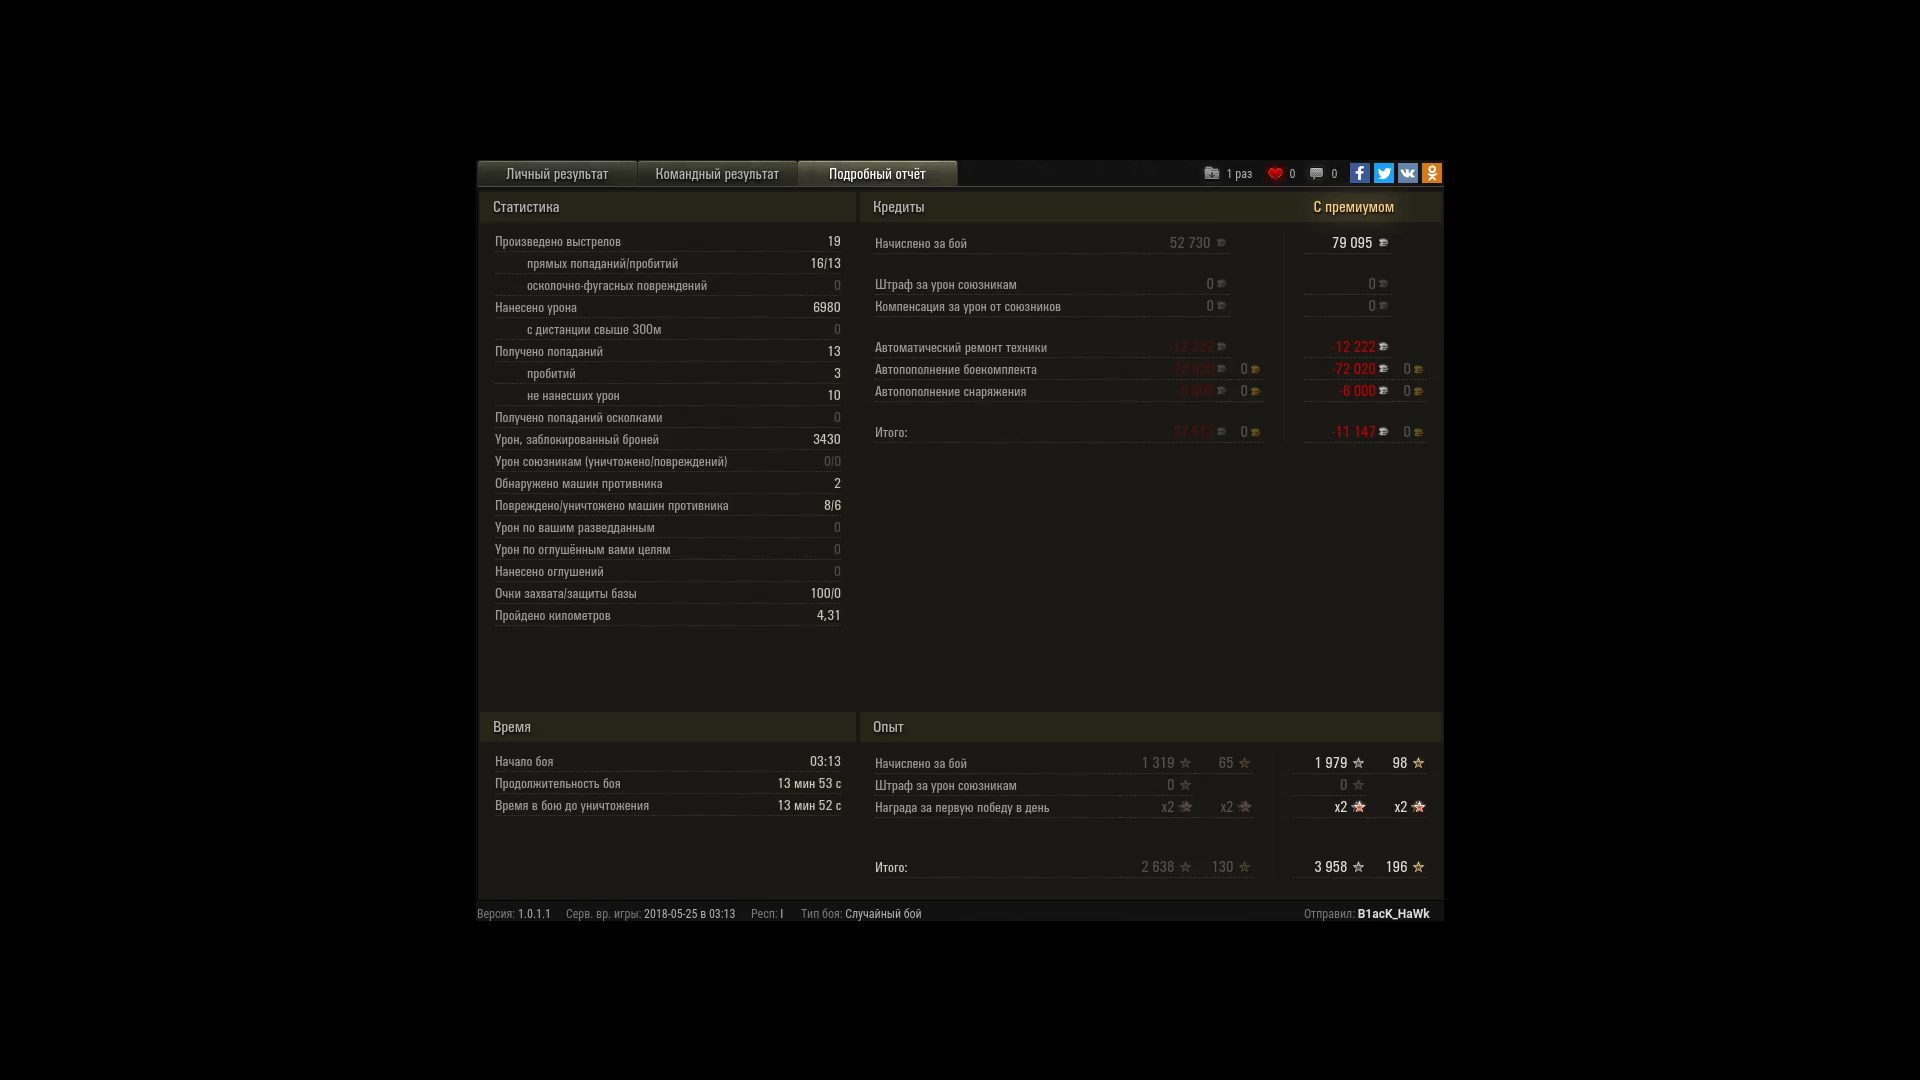 Личный результат Командный результат Подробный отчёт 1 раз 0 0
Статистика
Произведено выстрелов 19
прямых попаданий/пробитий 16/13
осколочно-фугасных повреждений 0
Нанесено урона 6980
с дистанции свыше 300м 0
Получено попаданий 13
пробитий 3
не нанесших урон 10
Получено попаданий осколками 0
Урон, заблокированный броней 3430
Урон союзникам (уничтожено/повреждений) 0/0
Обнаружено машин противника 2
Повреждено/уничтожено машин противника 8/6
Урон по вашим разведданным 0
Урон по оглушённым вами целям 0
Нанесено оглушений 0
Очки захвата/защиты базы 100/0
Пройдено километров 4,31
Кредиты С премиумом
Начислено за бой 52 730 79 095
Штраф за урон союзникам 0 0
Компенсация за урон от союзников 0 0
Автоматический ремонт техники -12 222 -12 222
Автопополнение боекомплекта -72 020 0 -72 020 0
Автопополнение снаряжения -6 000 0 -6 000 0
Итого: 0 -11 147 0
Время
Начало боя 03:13
Продолжительность боя 13 мин 53 с
Время в бою до уничтожения 13 мин 52 с
Опыт
Начислено за бой 1 319 65 1 979 98
Штраф за урон союзникам 0 0
Награда за первую победу в день x2 x2 x2 x2
Итого: 2 638 130 3 958 196
Версия: 1.0.1.1 Серв. вр. игры: 2018-05-25 в 03:13 Респ: I Тип боя: Случайный бой Отправил: B1acK_HaWk